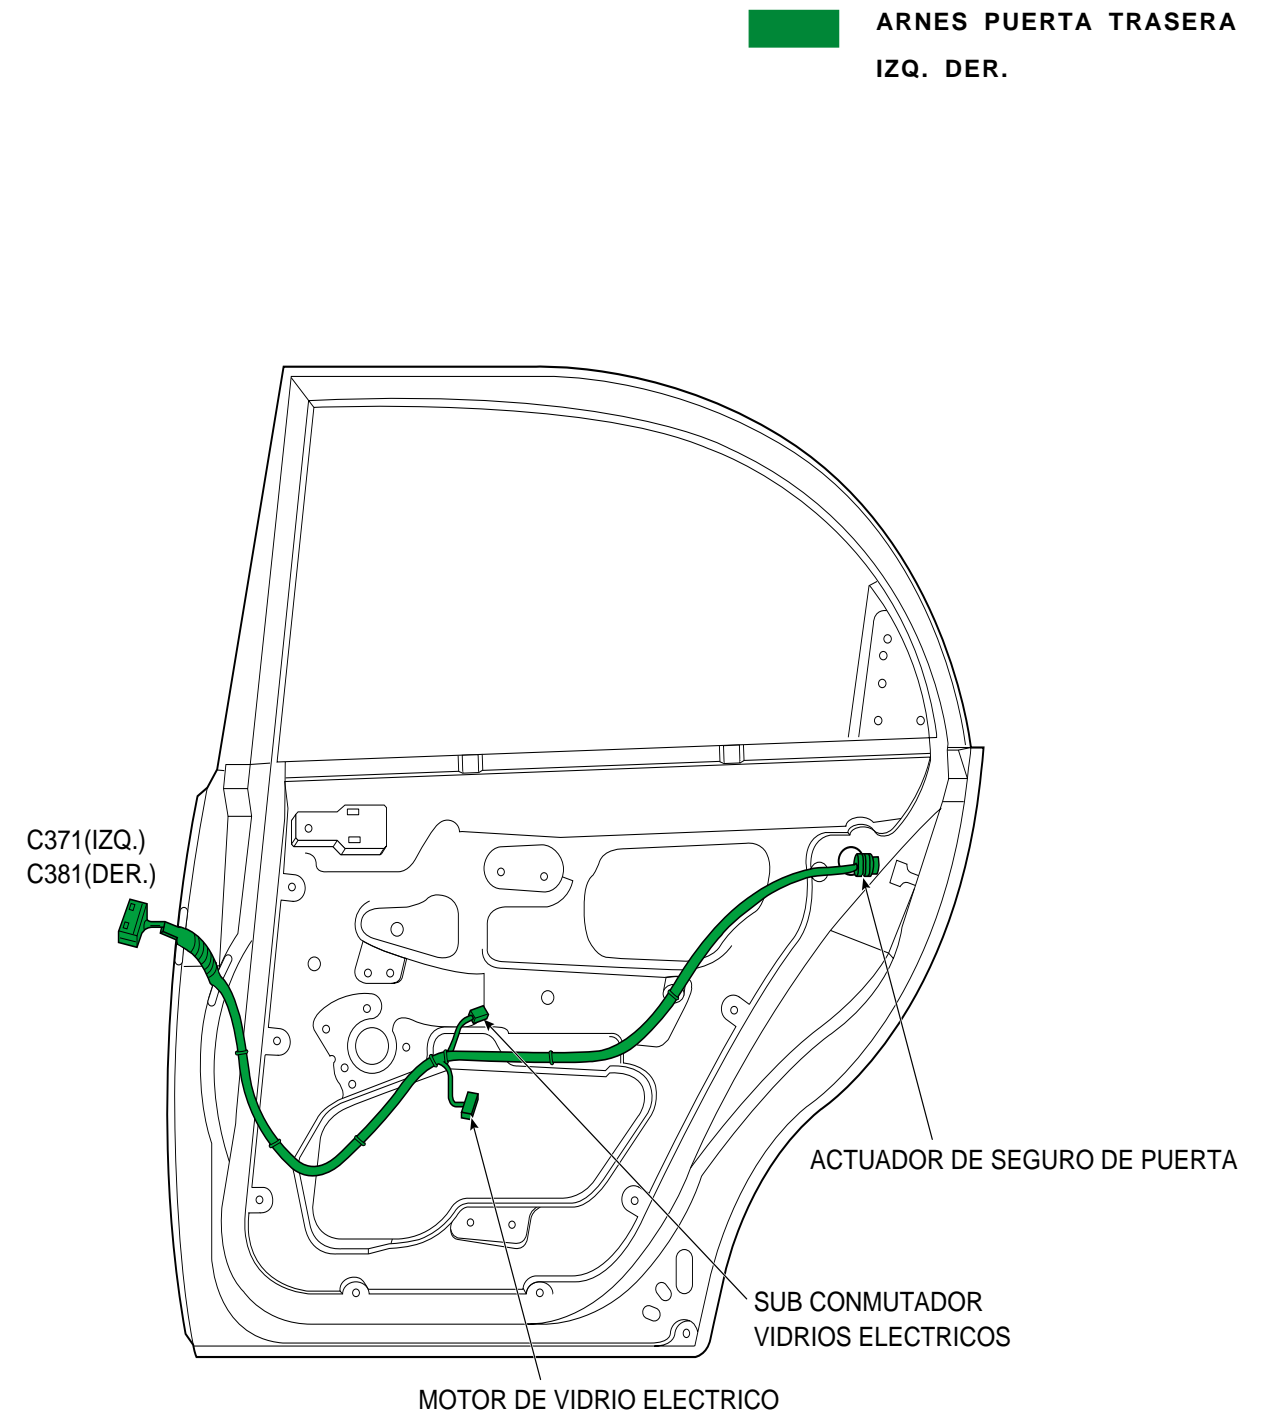 ARNES PUERTA TRASERA
IZQ. DER.
C371(IZQ.)
C381(DER.)
ACTUADOR DE SEGURO DE PUERTA
SUB CONMUTADOR
VIDRIOS ELECTRICOS
MOTOR DE VIDRIO ELECTRICO